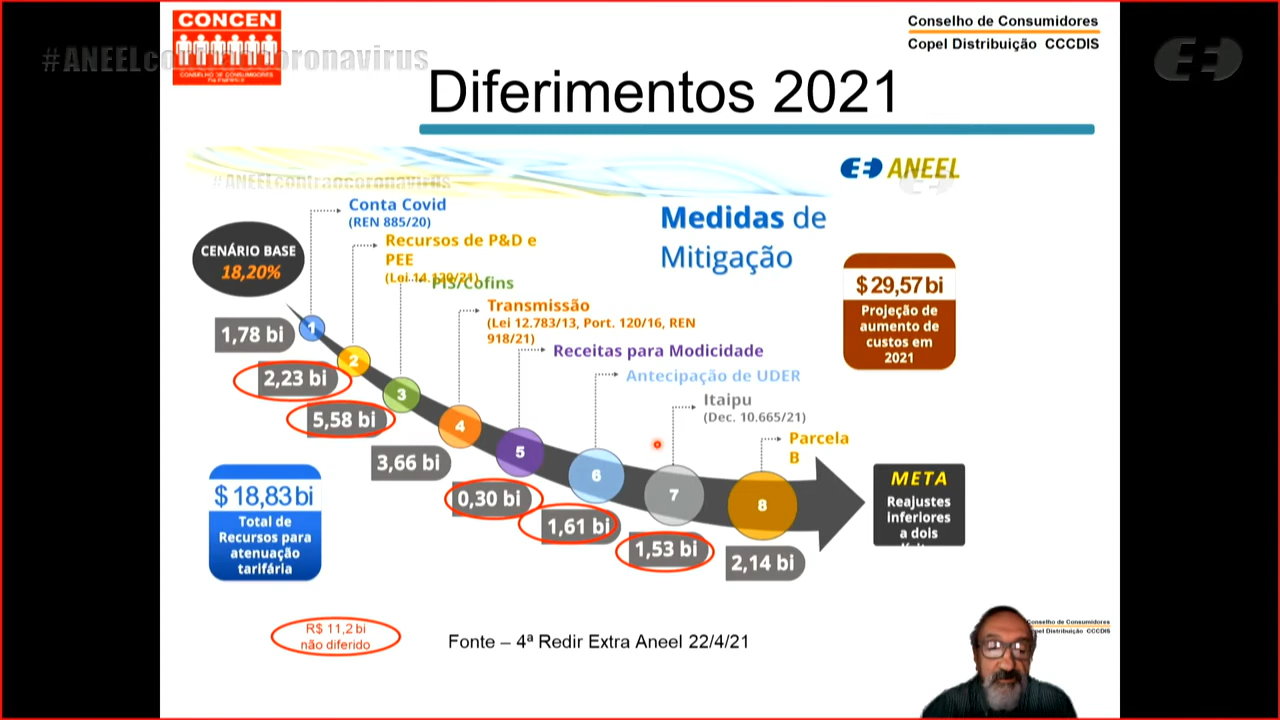 CONCEN
CONSELHO DE CONSUMIDORES
#ANEELcontraocoronavirus
Conselho de Consumidores
Copel Distribuição CCCDIS
Diferimentos 2021
ANEEL
#ANEELcontraocoronavirus
Conta Covid
(REN 885/20)
Medidas de
Mitigação
CENÁRIO BASE
18,20%
Recursos de P&D e
PEE
(Lei 14.120/21)
PIS/Cofins
Transmissão
(Lei 12.783/13, Port. 120/16, REN
918/21)
$ 29,57 bi
Projeção de
aumento de
custos em
2021
Receitas para Modicidade
Antecipação de UDER
Itaipu
(Dec. 10.665/21)
Parcela
B
1,78 bi
1
2,23 bi
2
5,58 bi
3
3,66 bi
4
0,30 bi
5
1,61 bi
6
1,53 bi
7
2,14 bi
8
$ 18,83 bi
Total de
Recursos para
atenuação
tarifária
META
Reajustes
inferiores
a dois
R$ 11,2 bi
não diferido
Fonte – 4ª Redir Extra Aneel 22/4/21
Conselho de Consumidores
Copel Distribuição CCCDIS